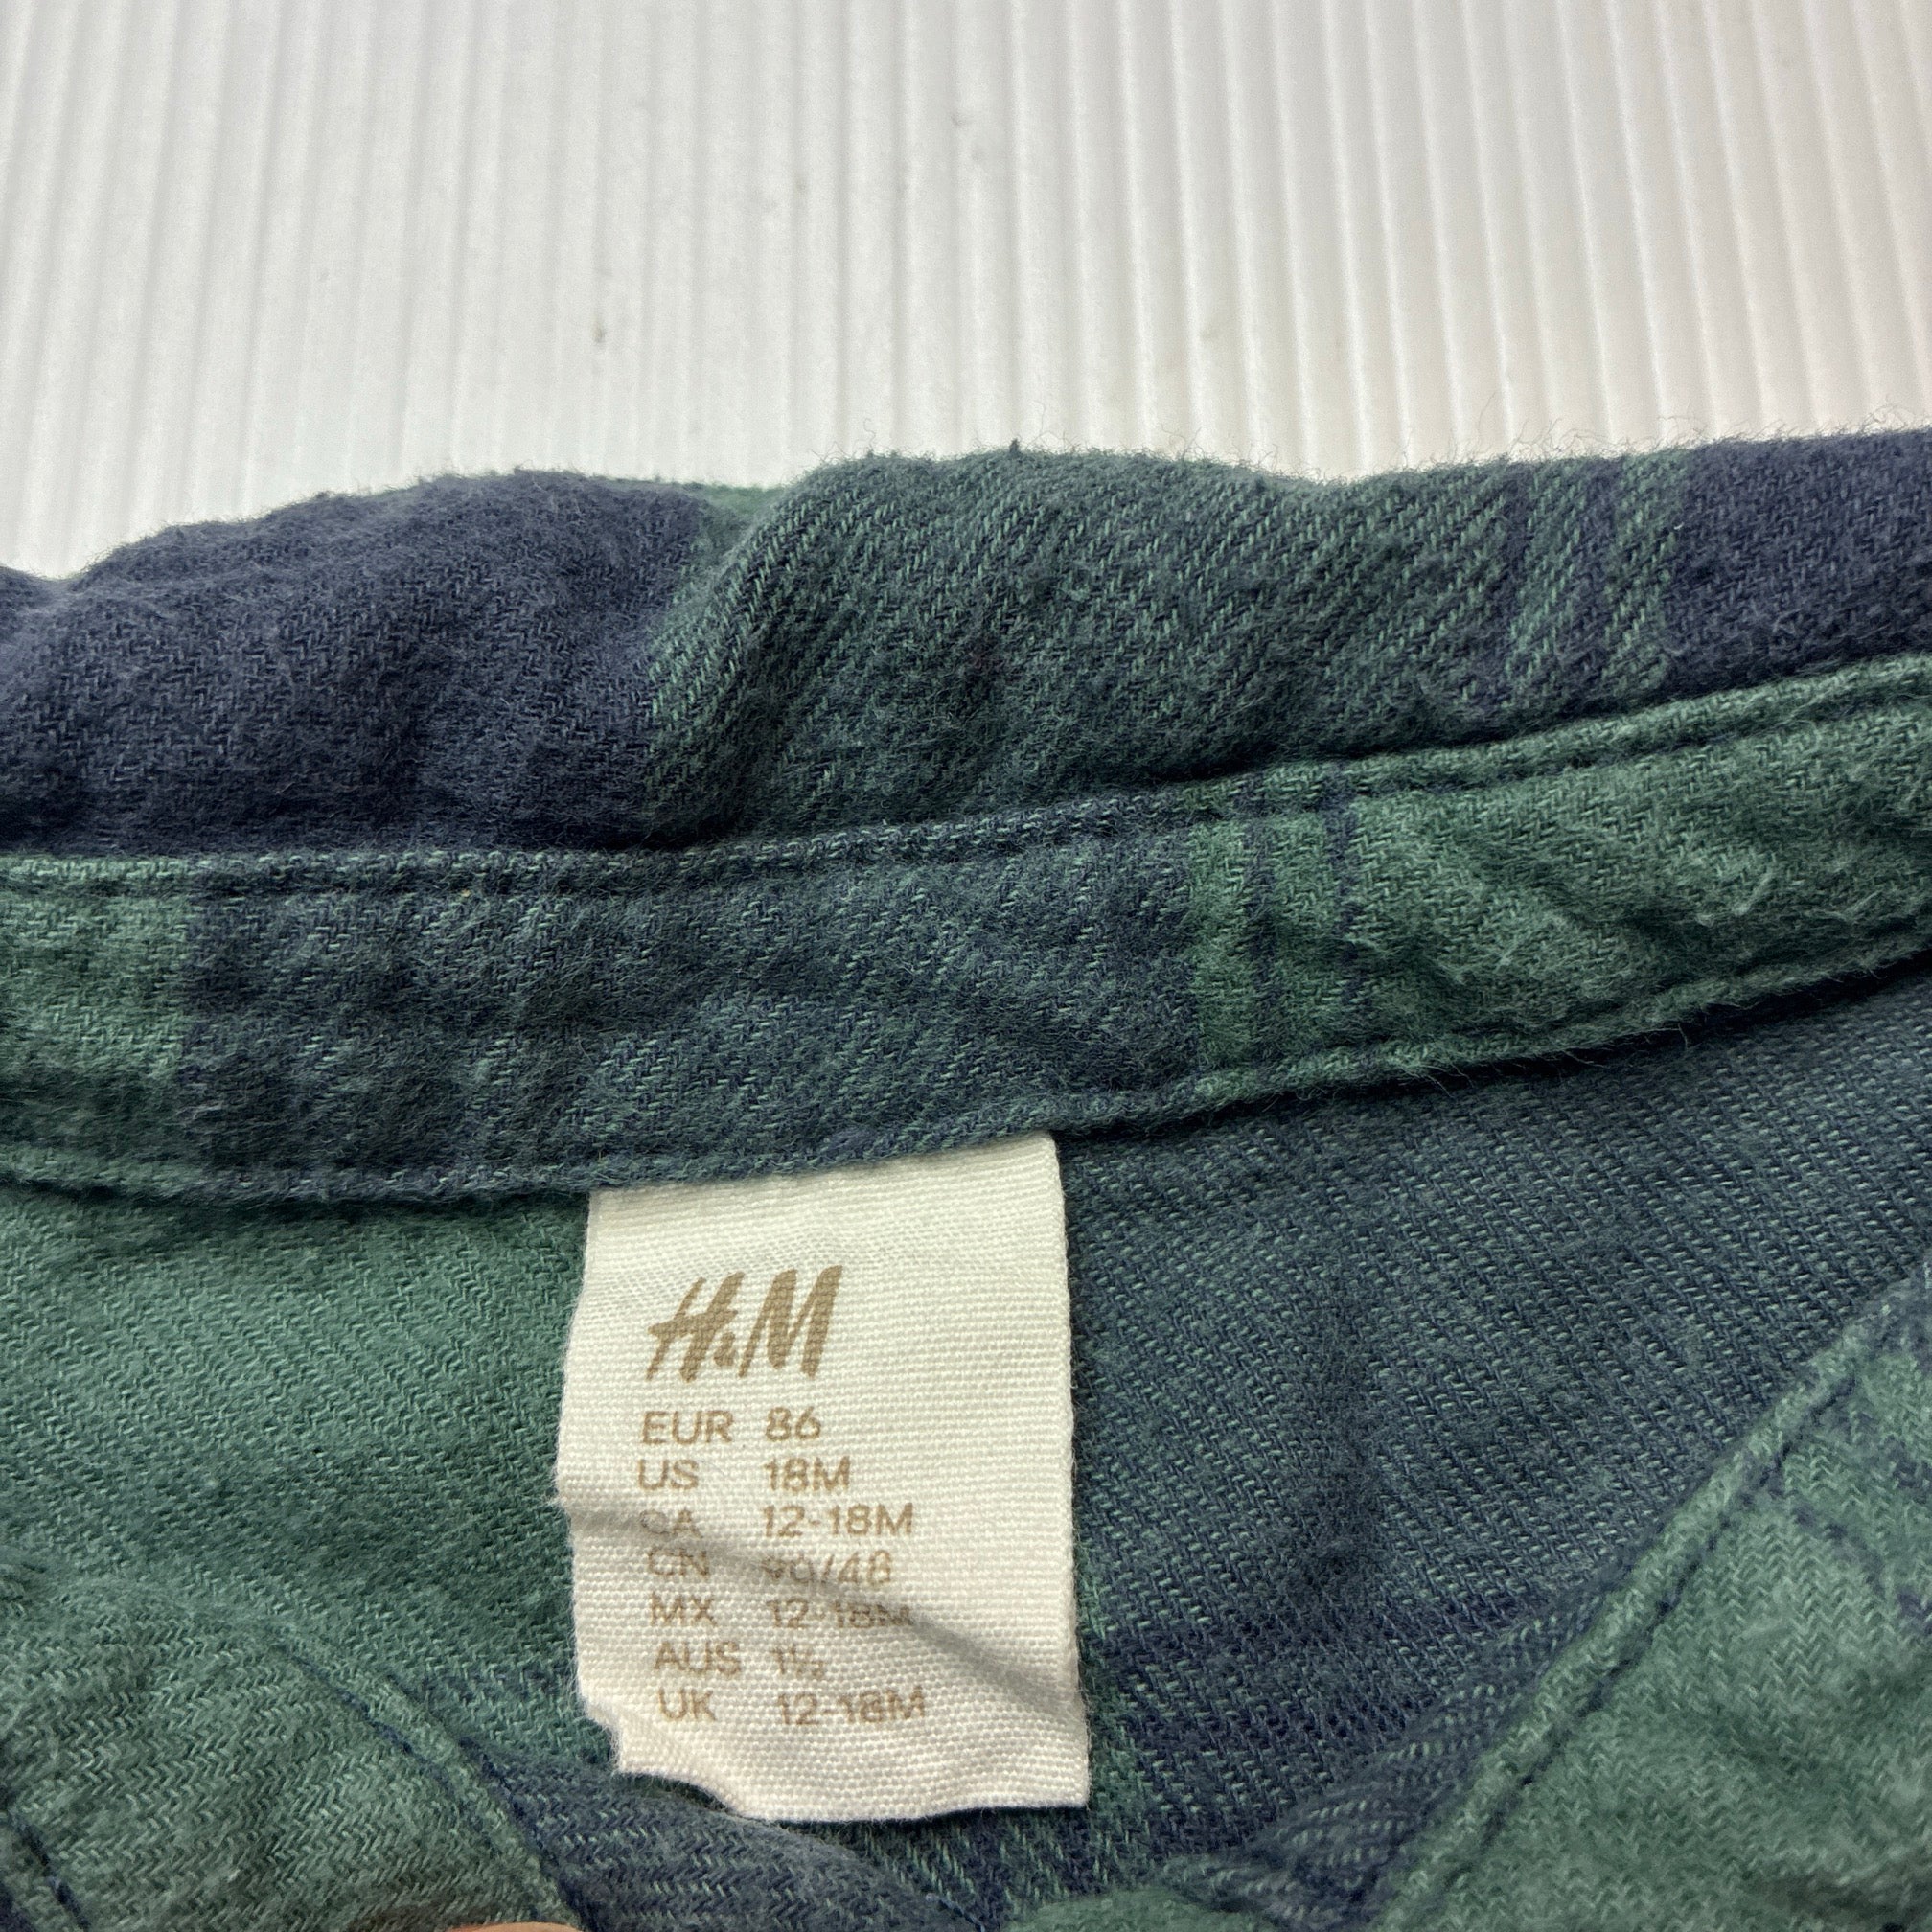 H&M
EUR 86
US 18M
CA 12-18M
CN 90/48
MX 12-18M
AUS 1½
UK 12-18M